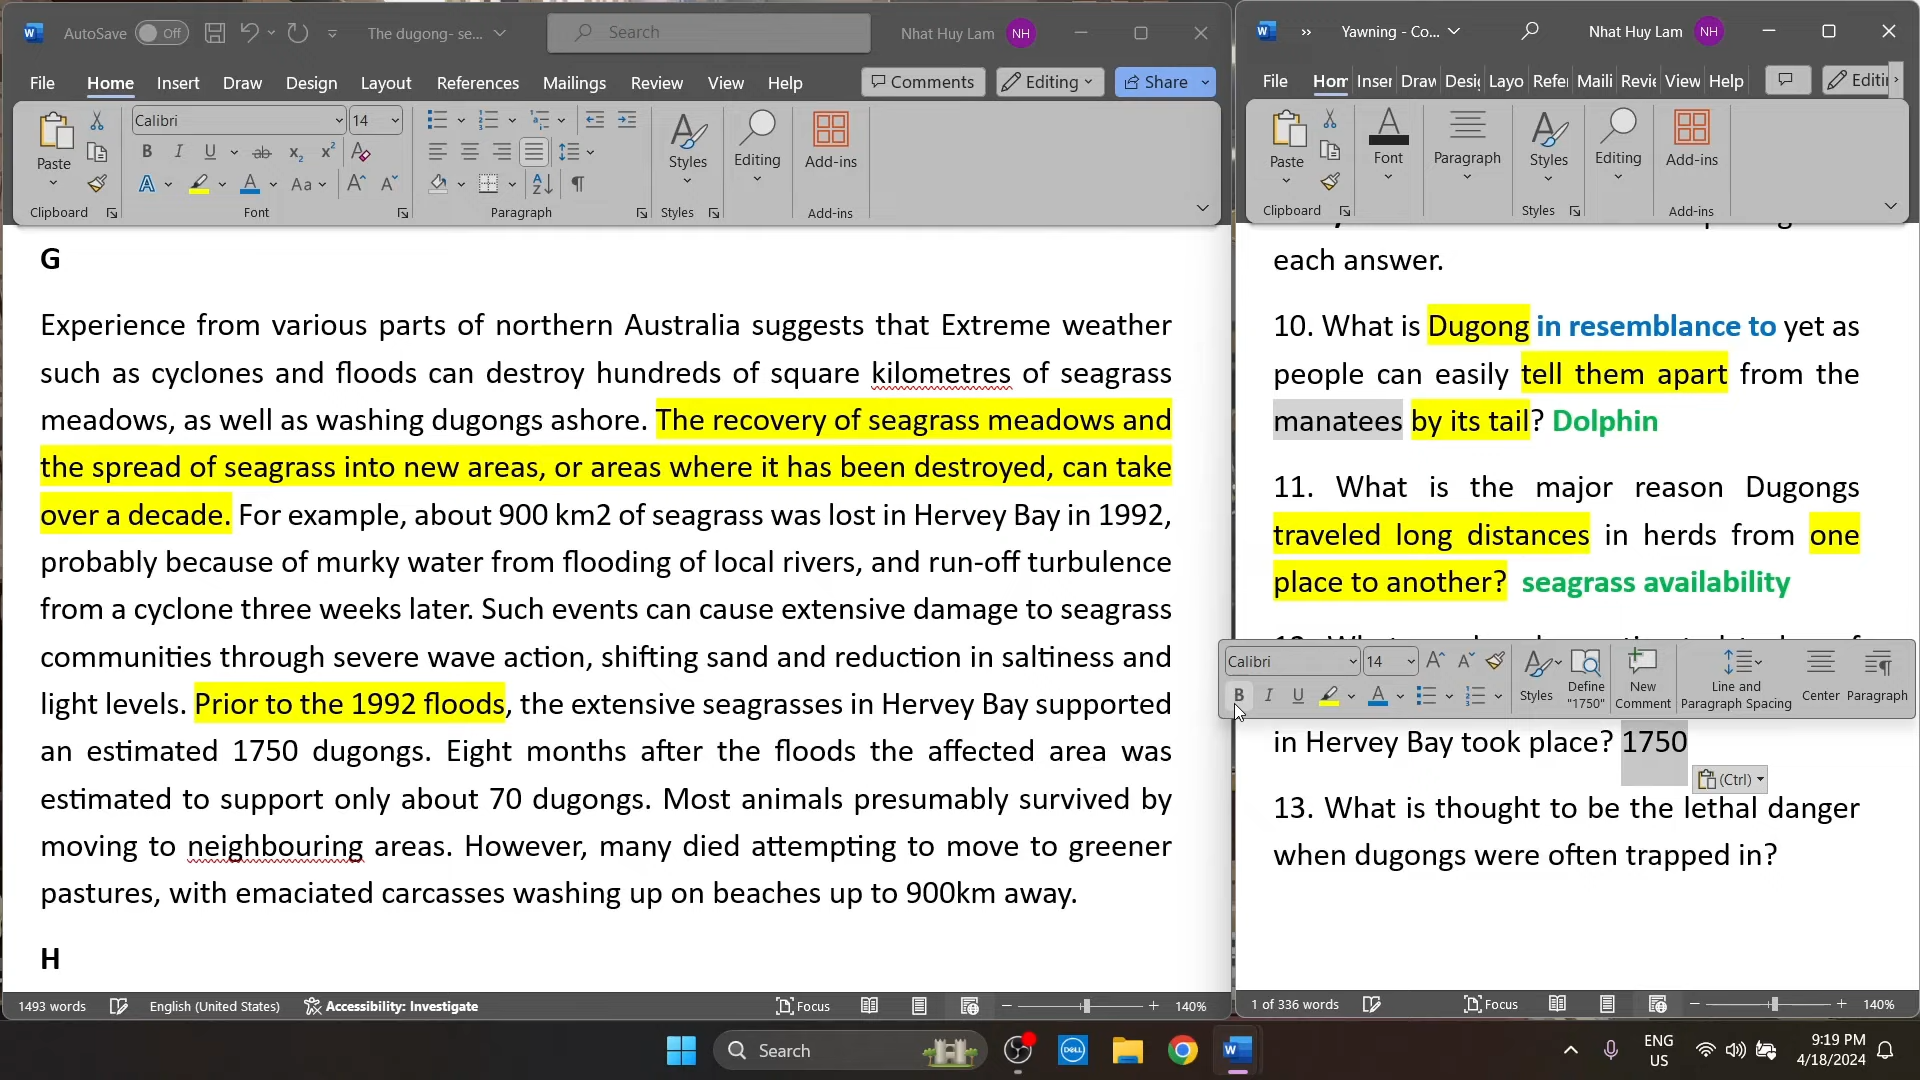 AutoSave Off The dugong- se... Search Nhat Huy Lam NH
File Home Insert Draw Design Layout References Mailings Review View Help Comments Editing Share
Calibri 14
Paste
Styles
Editing
Add-ins
Clipboard Font Paragraph Styles Add-ins
G
Experience from various parts of northern Australia suggests that Extreme weather
such as cyclones and floods can destroy hundreds of square kilometres of seagrass
meadows, as well as washing dugongs ashore. The recovery of seagrass meadows and
the spread of seagrass into new areas, or areas where it has been destroyed, can take
over a decade. For example, about 900 km2 of seagrass was lost in Hervey Bay in 1992,
probably because of murky water from flooding of local rivers, and run-off turbulence
from a cyclone three weeks later. Such events can cause extensive damage to seagrass
communities through severe wave action, shifting sand and reduction in saltiness and
light levels. Prior to the 1992 floods, the extensive seagrasses in Hervey Bay supported
an estimated 1750 dugongs. Eight months after the floods the affected area was
estimated to support only about 70 dugongs. Most animals presumably survived by
moving to neighbouring areas. However, many died attempting to move to greener
pastures, with emaciated carcasses washing up on beaches up to 900km away.
H
1493 words English (United States) Accessibility: Investigate Focus 140%
Yawning - Co... Nhat Huy Lam NH
File Hom Inser Draw Desig Layo Refer Maili Revie View Help Editi
Paste
Font
Paragraph
Styles
Editing
Add-ins
Clipboard Styles Add-ins
each answer.
10. What is Dugong in resemblance to yet as
people can easily tell them apart from the
manatees by its tail? Dolphin
11. What is the major reason Dugongs
traveled long distances in herds from one
place to another? seagrass availability
Calibri 14
Styles
Define "1750"
New Comment
Line and Paragraph Spacing
Center
Paragraph
in Hervey Bay took place? 1750
(Ctrl)
13. What is thought to be the lethal danger
when dugongs were often trapped in?
1 of 336 words Focus 140%
Search DELL ENG US 9:19 PM 4/18/2024